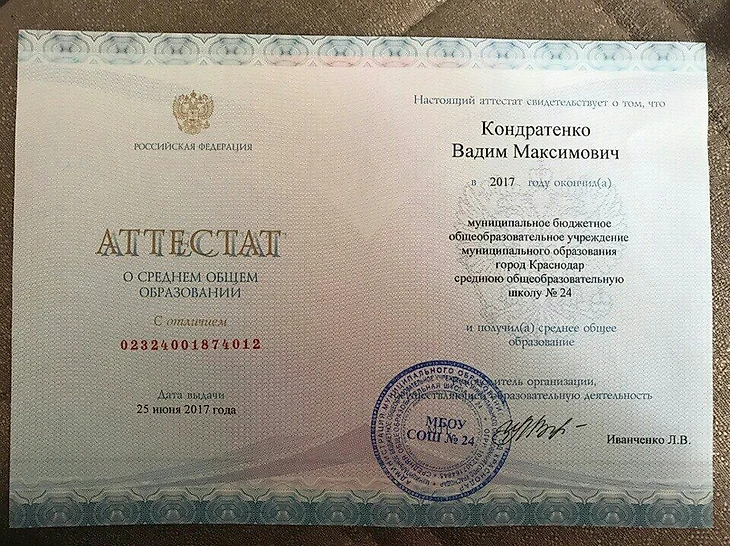 РОССИЙСКАЯ ФЕДЕРАЦИЯ
АТТЕСТАТ
О СРЕДНЕМ ОБЩЕМ
ОБРАЗОВАНИИ
С отличием
02324001874012
Дата выдачи
25 июня 2017 года
Настоящий аттестат свидетельствует о том, что
Кондратенко
Вадим Максимович
в 2017 году окончил(а)
муниципальное бюджетное
общеобразовательное учреждение
муниципального образования
город Краснодар
среднюю общеобразовательную
школу № 24
и получил(а) среднее общее
образование
организации,
образовательную деятельность
Иванченко Л.В.
МБОУ
СОШ № 24